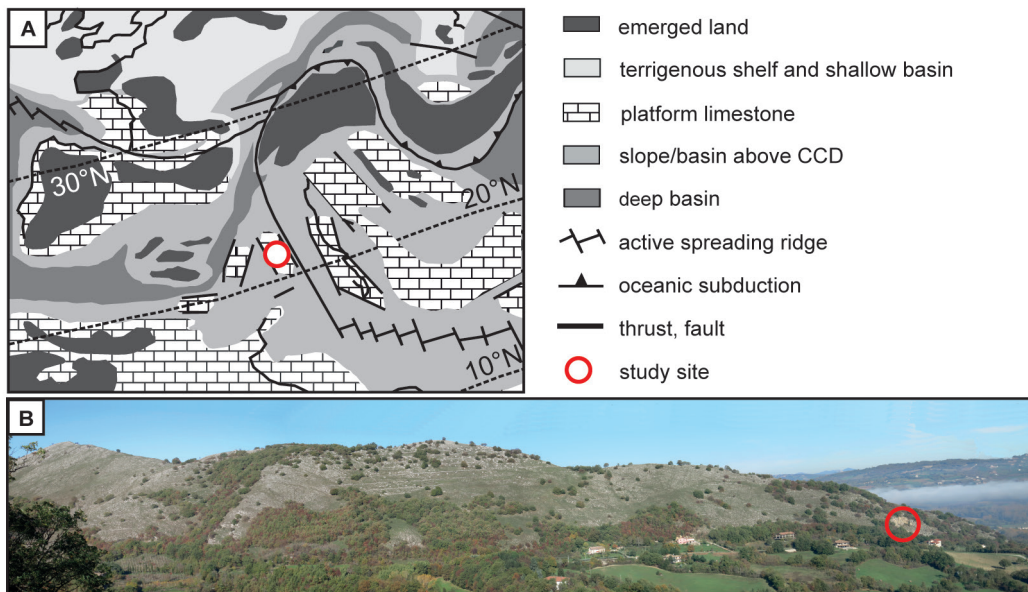 A
30°N
20°N
10°N
emerged land
terrigenous shelf and shallow basin
platform limestone
slope/basin above CCD
deep basin
active spreading ridge
oceanic subduction
thrust, fault
study site
B